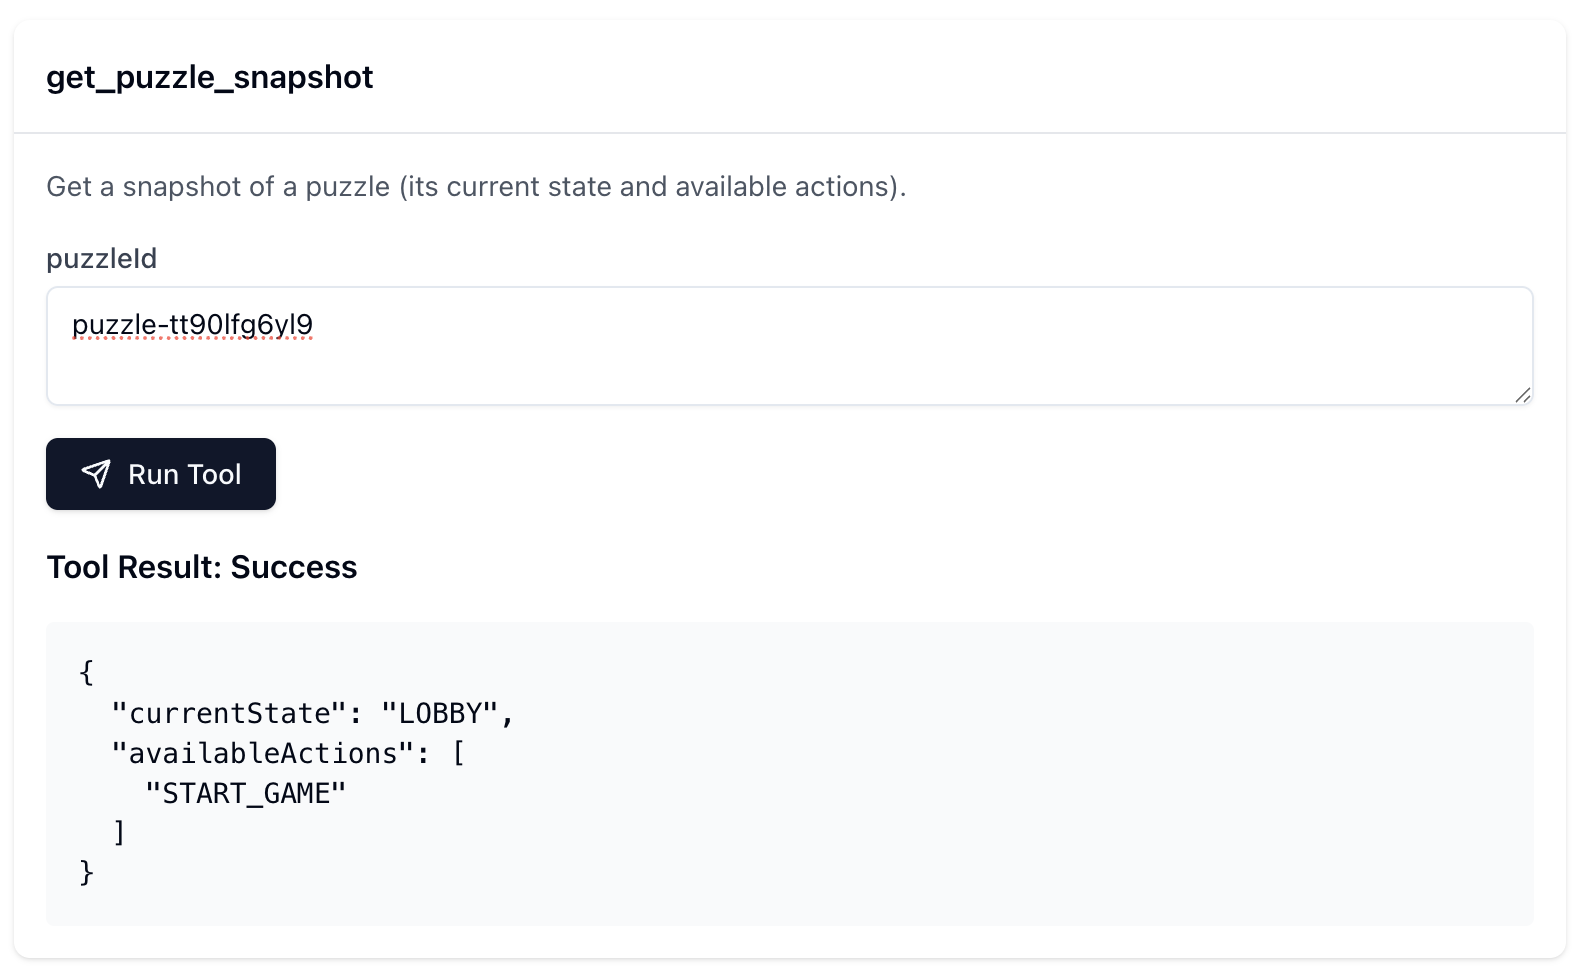 get_puzzle_snapshot
Get a snapshot of a puzzle (its current state and available actions).
puzzleId
puzzle-tt90lfg6yl9
Run Tool
Tool Result: Success
{
  "currentState": "LOBBY",
  "availableActions": [
    "START_GAME"
  ]
}